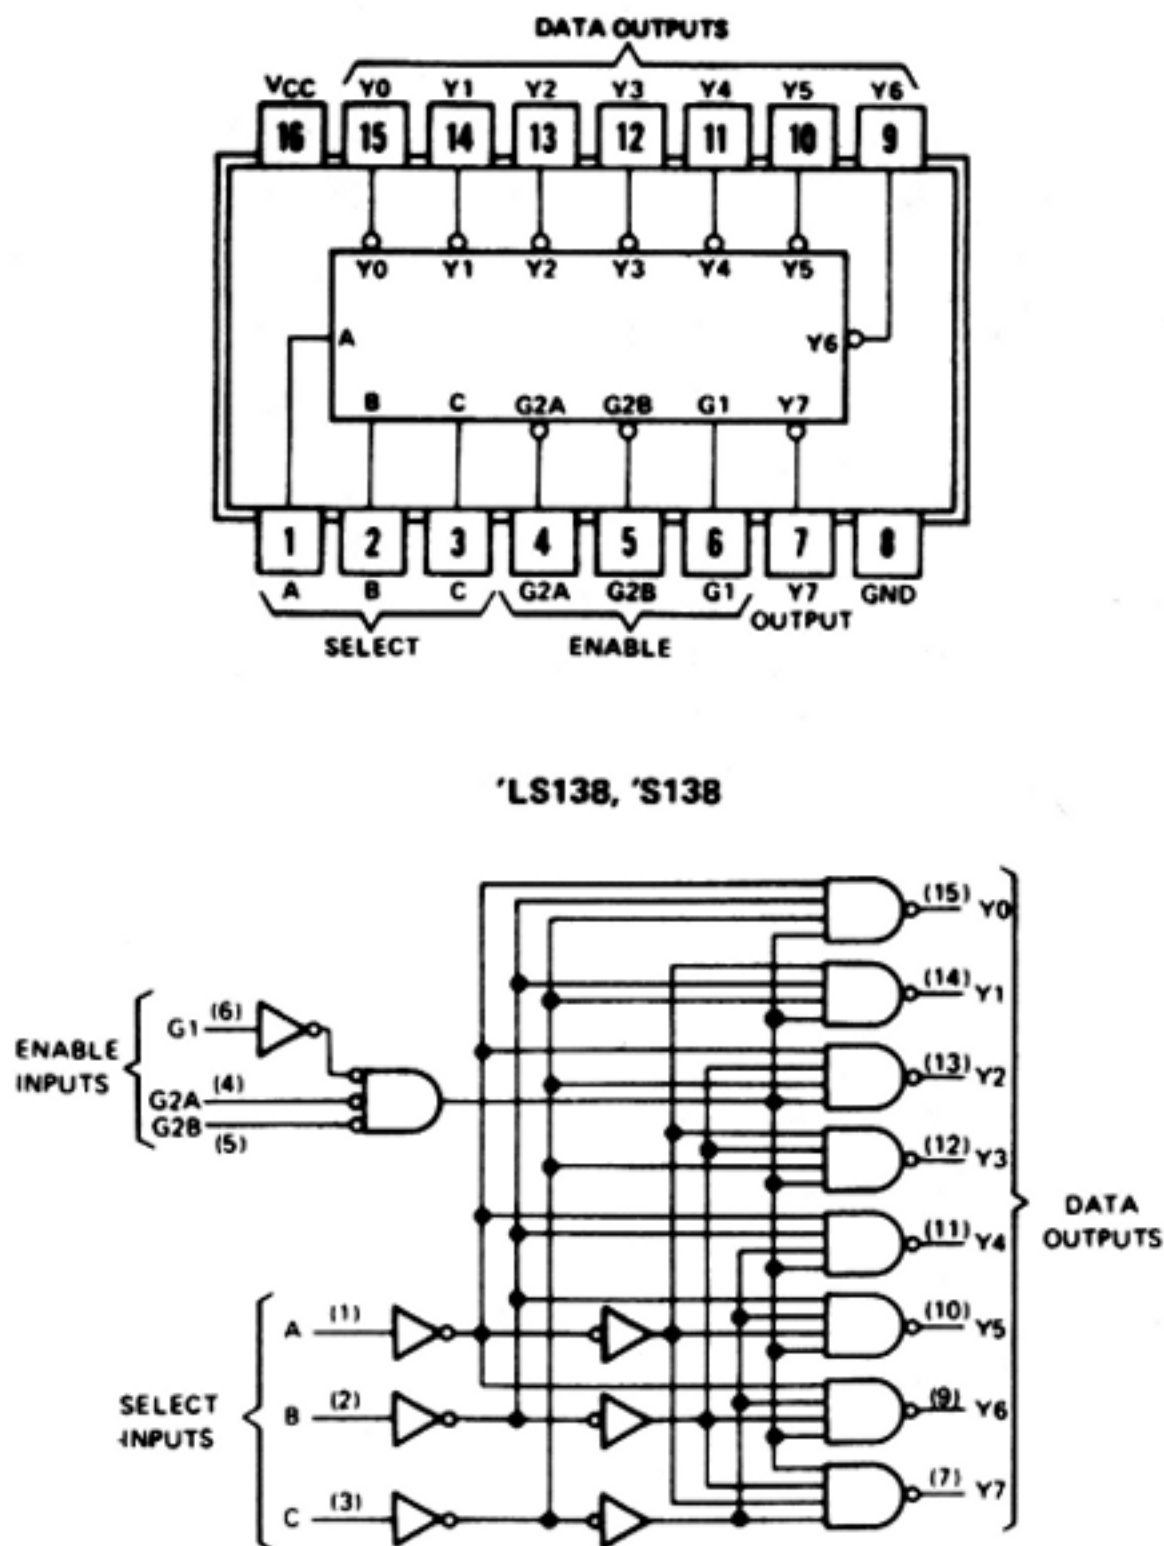 DATA OUTPUTS
VCC Y0 Y1 Y2 Y3 Y4 Y5 Y6
16 15 14 13 12 11 10 9
Y0 Y1 Y2 Y3 Y4 Y5
A Y6
B C G2A G2B G1 Y7
1 2 3 4 5 6 7 8
A B C G2A G2B G1 Y7 GND
OUTPUT
SELECT ENABLE
'LS138, 'S138
(15) Y0
(14) Y1
G1 (6)
ENABLE
INPUTS
(13) Y2
G2A (4)
G2B (5)
(12) Y3
DATA
OUTPUTS
(11) Y4
A (1)
(10) Y5
SELECT
INPUTS
B (2)
(9) Y6
(7) Y7
C (3)